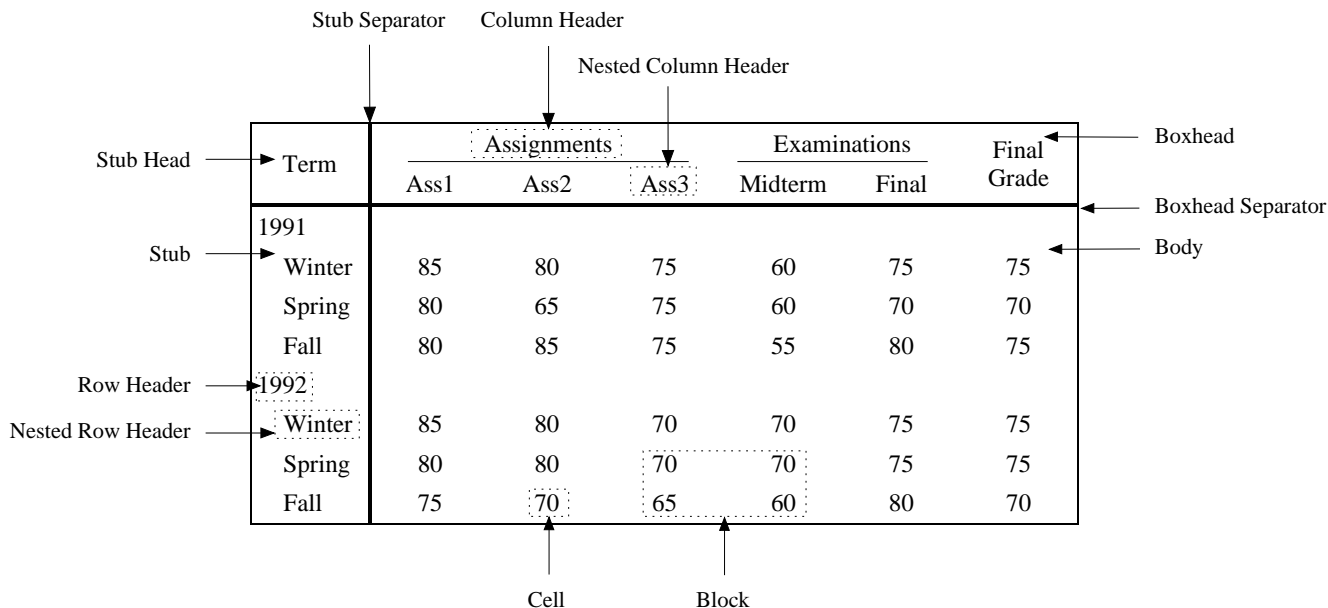 Stub Separator Column Header
Nested Column Header
Assignments Examinations Boxhead
Stub Head Term Final
Ass1 Ass2 Ass3 Midterm Final Grade
Boxhead Separator
1991
Stub Body
Winter 85 80 75 60 75 75
Spring 80 65 75 60 70 70
Fall 80 85 75 55 80 75
Row Header 1992
Nested Row Header Winter 85 80 70 70 75 75
Spring 80 80 70 70 75 75
Fall 75 70 65 60 80 70
Cell Block